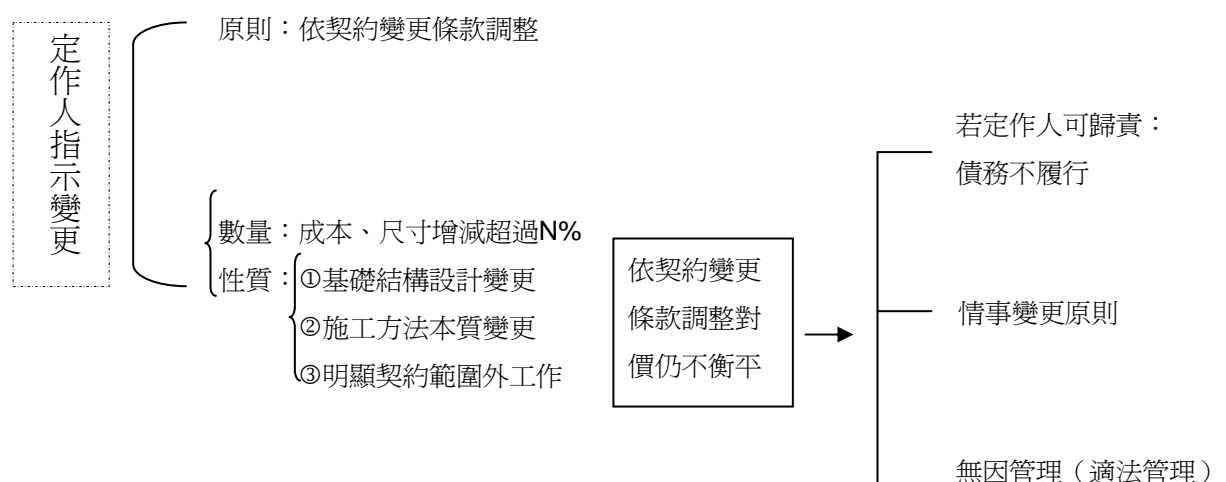 定作人指示變更
原則：依契約變更條款調整
數量：成本、尺寸增減超過N%
性質：①基礎結構設計變更
②施工方法本質變更
③明顯契約範圍外工作
依契約變更
條款調整對
價仍不衡平
若定作人可歸責：
債務不履行
情事變更原則
無因管理（適法管理）